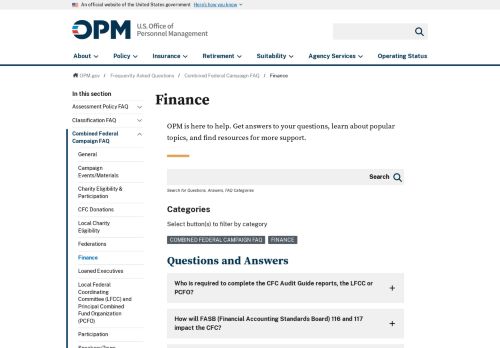 An official website of the United States government Here's how you know
OPM U.S. Office of
Personnel Management
About Policy Insurance Retirement Suitability Agency Services Operating Status
OPM.gov / Frequently Asked Questions / Combined Federal Campaign FAQ / Finance
In this section
Assessment Policy FAQ
Classification FAQ
Combined Federal
Campaign FAQ
General
Campaign
Events/Materials
Charity Eligibility &
Participation
CFC Donations
Local Charity
Eligibility
Federations
Finance
Loaned Executives
Local Federal
Coordinating
Committee (LFCC) and
Principal Combined
Fund Organization
(PCFO)
Participation
Finance
OPM is here to help. Get answers to your questions, learn about popular
topics, and find resources for more support.
Search
Search for Questions, Answers, FAQ Categories
Categories
Select button(s) to filter by category
COMBINED FEDERAL CAMPAIGN FAQ FINANCE
Questions and Answers
Who is required to complete the CFC Audit Guide reports, the LFCC or
PCFO?
How will FASB (Financial Accounting Standards Board) 116 and 117
impact the CFC?